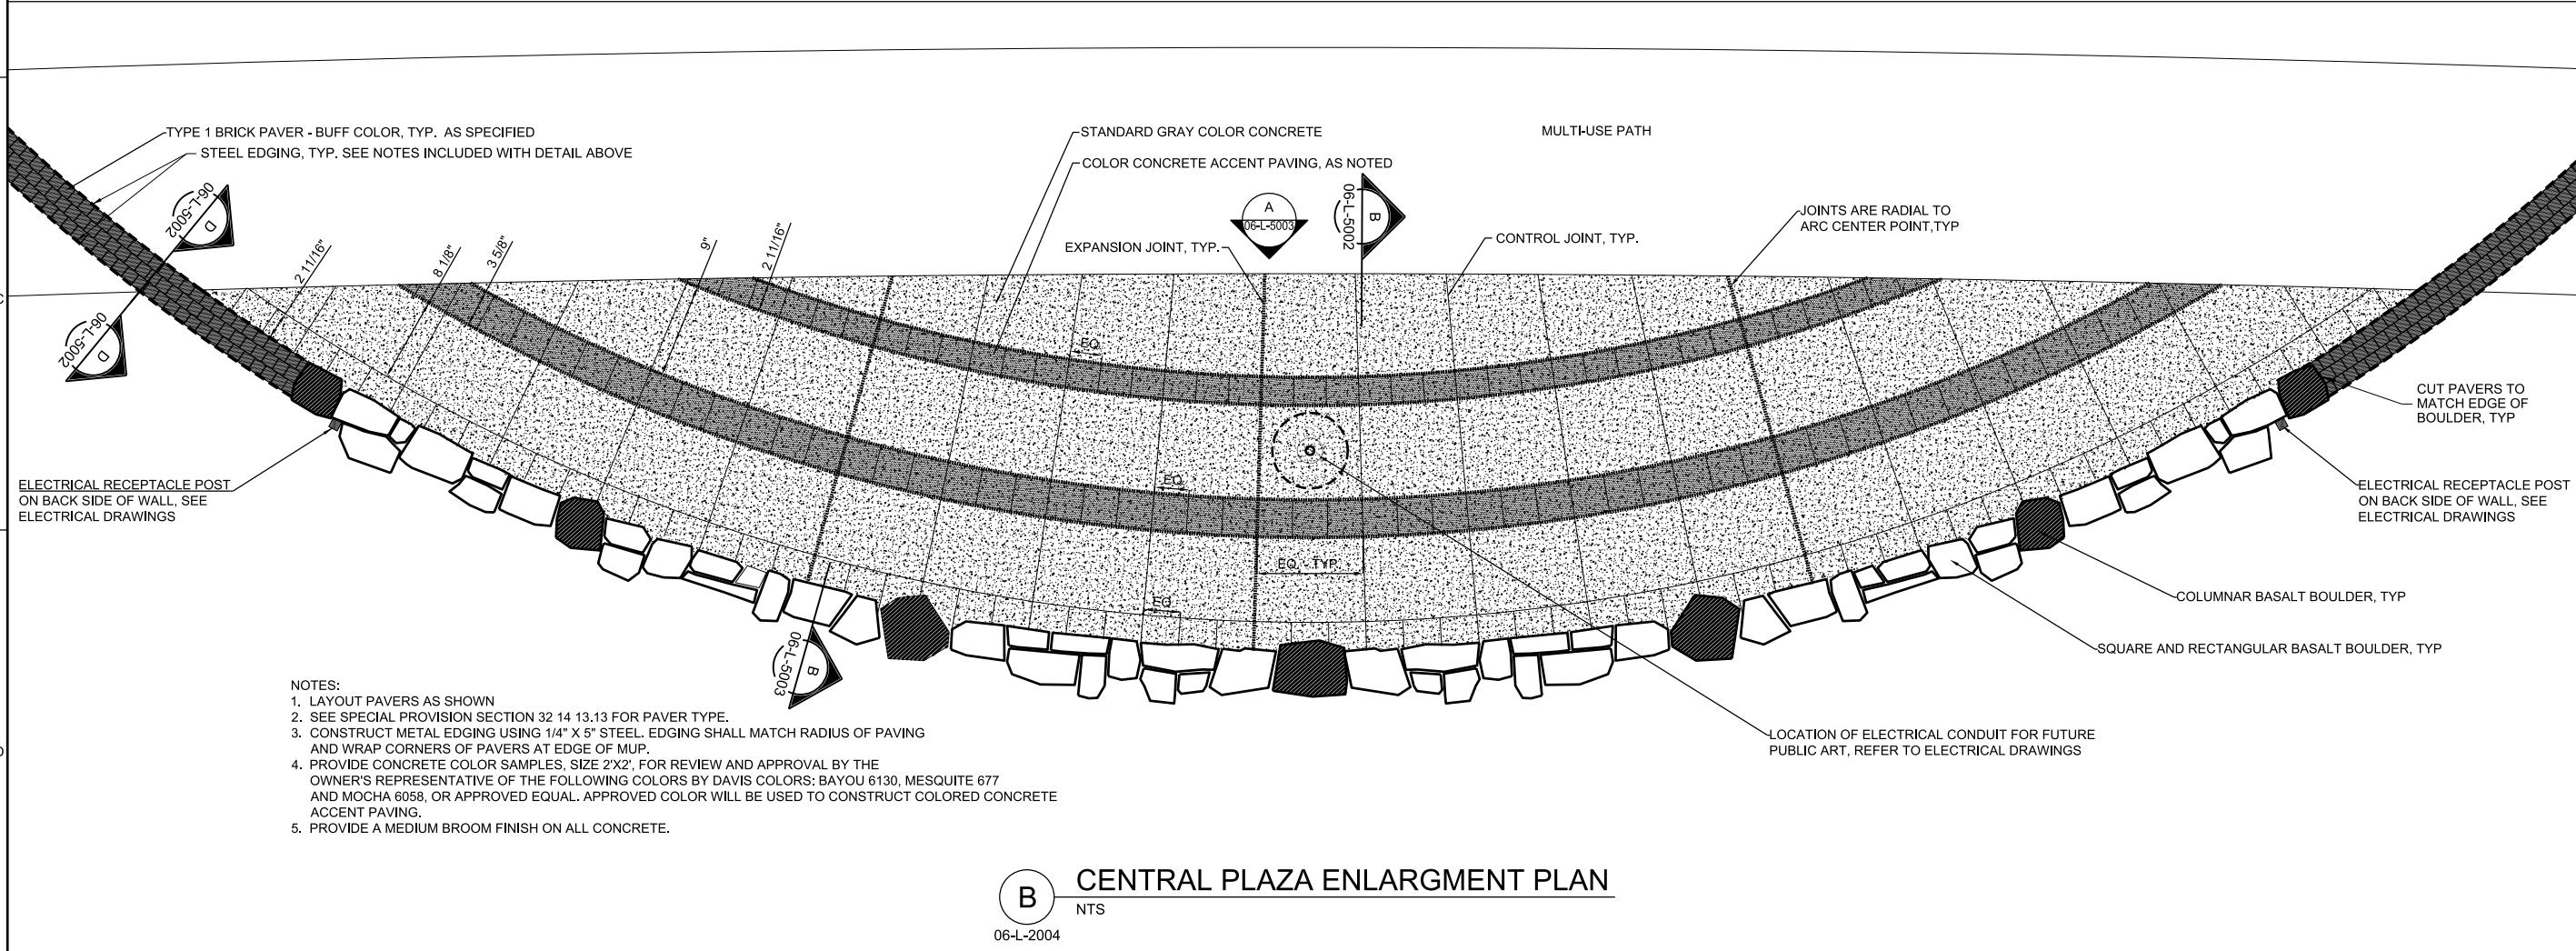 TYPE 1 BRICK PAVER - BUFF COLOR, TYP. AS SPECIFIED
STEEL EDGING, TYP. SEE NOTES INCLUDED WITH DETAIL ABOVE
STANDARD GRAY COLOR CONCRETE
COLOR CONCRETE ACCENT PAVING, AS NOTED
MULTI-USE PATH
D
06-L-5002
D
06-L-5002
2 11/16"
8 1/8"
3 5/8"
9"
2 11/16"
EXPANSION JOINT, TYP.
A
06-L-5003
B
06-L-5002
CONTROL JOINT, TYP.
JOINTS ARE RADIAL TO
ARC CENTER POINT,TYP
EQ
EQ
EQ. - TYP.
EQ
CUT PAVERS TO
MATCH EDGE OF
BOULDER, TYP
ELECTRICAL RECEPTACLE POST
ON BACK SIDE OF WALL, SEE
ELECTRICAL DRAWINGS
ELECTRICAL RECEPTACLE POST
ON BACK SIDE OF WALL, SEE
ELECTRICAL DRAWINGS
COLUMNAR BASALT BOULDER, TYP
SQUARE AND RECTANGULAR BASALT BOULDER, TYP
B
06-L-5003
LOCATION OF ELECTRICAL CONDUIT FOR FUTURE
PUBLIC ART, REFER TO ELECTRICAL DRAWINGS
NOTES:
1. LAYOUT PAVERS AS SHOWN
2. SEE SPECIAL PROVISION SECTION 32 14 13.13 FOR PAVER TYPE.
3. CONSTRUCT METAL EDGING USING 1/4" X 5" STEEL. EDGING SHALL MATCH RADIUS OF PAVING
AND WRAP CORNERS OF PAVERS AT EDGE OF MUP.
4. PROVIDE CONCRETE COLOR SAMPLES, SIZE 2'X2', FOR REVIEW AND APPROVAL BY THE
OWNER'S REPRESENTATIVE OF THE FOLLOWING COLORS BY DAVIS COLORS: BAYOU 6130, MESQUITE 677
AND MOCHA 6058, OR APPROVED EQUAL. APPROVED COLOR WILL BE USED TO CONSTRUCT COLORED CONCRETE
ACCENT PAVING.
5. PROVIDE A MEDIUM BROOM FINISH ON ALL CONCRETE.
B
CENTRAL PLAZA ENLARGMENT PLAN
NTS
06-L-2004